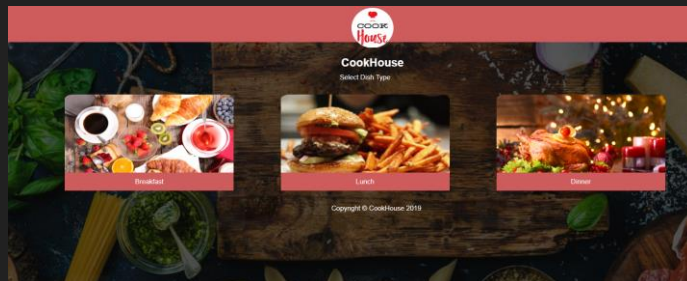 COOK
House
CookHouse
Select Dish Type
Breakfast
Lunch
Dinner
Copyright © CookHouse 2019